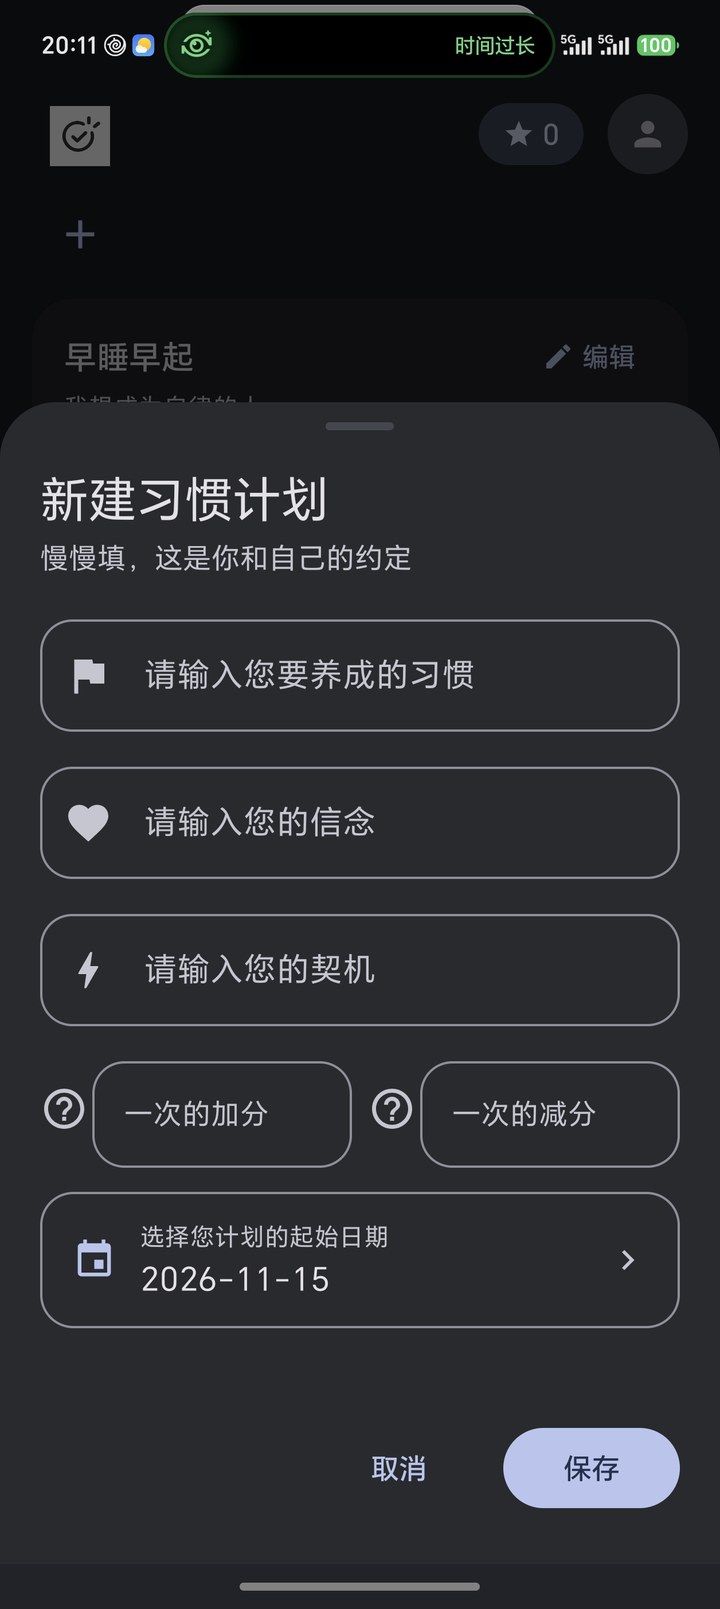 20:11
时间过长
5G 5G 100
0
早睡早起
编辑
新建习惯计划
慢慢填，这是你和自己的约定
请输入您要养成的习惯
请输入您的信念
请输入您的契机
一次的加分
一次的减分
选择您计划的起始日期
2026-11-15
取消
保存